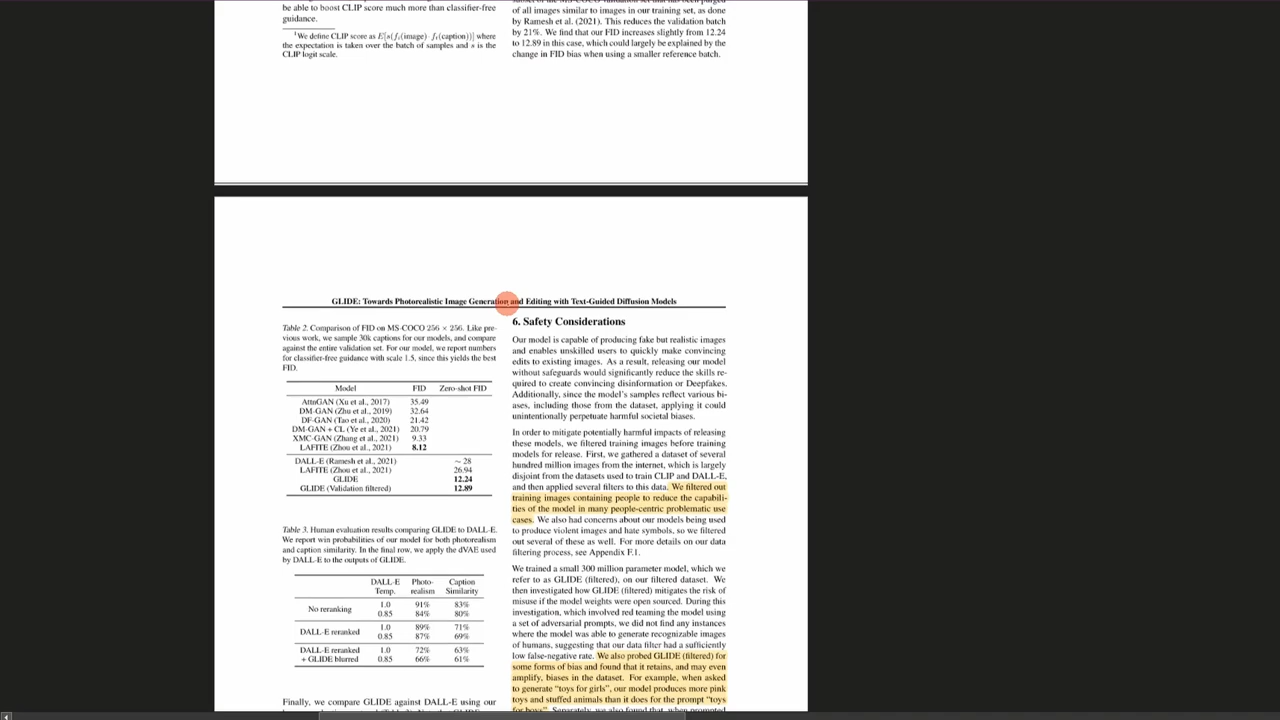 be able to boost CLIP score much more than classifier-free
guidance.
¹We define CLIP score as E[s(fᵢ(image) · f_c(caption))] where
the expectation is taken over the batch of samples and s is the
CLIP logit scale.
of all images similar to images in our training set, as done
by Ramesh et al. (2021). This reduces the validation batch
by 21%. We find that our FID increases slightly from 12.24
to 12.89 in this case, which could largely be explained by the
change in FID bias when using a smaller reference batch.
GLIDE: Towards Photorealistic Image Generation and Editing with Text-Guided Diffusion Models
Table 2. Comparison of FID on MS-COCO 256 × 256. Like pre-
vious work, we sample 30k captions for our models, and compare
against the entire validation set. For our model, we report numbers
for classifier-free guidance with scale 1.5, since this yields the best
FID.
Model FID Zero-shot FID
AttnGAN (Xu et al., 2017) 35.49
DM-GAN (Zhu et al., 2019) 32.64
DF-GAN (Tao et al., 2020) 21.42
DM-GAN + CL (Ye et al., 2021) 20.79
XMC-GAN (Zhang et al., 2021) 9.33
LAFITE (Zhou et al., 2021) 8.12
DALL-E (Ramesh et al., 2021) ~ 28
LAFITE (Zhou et al., 2021) 26.94
GLIDE 12.24
GLIDE (Validation filtered) 12.89
Table 3. Human evaluation results comparing GLIDE to DALL-E.
We report win probabilities of our model for both photorealism
and caption similarity. In the final row, we apply the dVAE used
by DALL-E to the outputs of GLIDE.
DALL-E Photo- Caption
Temp. realism Similarity
No reranking 1.0 91% 83%
0.85 84% 80%
DALL-E reranked 1.0 89% 71%
0.85 87% 69%
DALL-E reranked 1.0 72% 63%
+ GLIDE blurred 0.85 66% 61%
Finally, we compare GLIDE against DALL-E using our
6. Safety Considerations
Our model is capable of producing fake but realistic images
and enables unskilled users to quickly make convincing
edits to existing images. As a result, releasing our model
without safeguards would significantly reduce the skills re-
quired to create convincing disinformation or Deepfakes.
Additionally, since the model's samples reflect various bi-
ases, including those from the dataset, applying it could
unintentionally perpetuate harmful societal biases.
In order to mitigate potentially harmful impacts of releasing
these models, we filtered training images before training
models for release. First, we gathered a dataset of several
hundred million images from the internet, which is largely
disjoint from the datasets used to train CLIP and DALL-E,
and then applied several filters to this data. We filtered out
training images containing people to reduce the capabili-
ties of the model in many people-centric problematic use
cases. We also had concerns about our models being used
to produce violent images and hate symbols, so we filtered
out several of these as well. For more details on our data
filtering process, see Appendix F.1.
We trained a small 300 million parameter model, which we
refer to as GLIDE (filtered), on our filtered dataset. We
then investigated how GLIDE (filtered) mitigates the risk of
misuse if the model weights were open sourced. During this
investigation, which involved red teaming the model using
a set of adversarial prompts, we did not find any instances
where the model was able to generate recognizable images
of humans, suggesting that our data filter had a sufficiently
low false-negative rate. We also probed GLIDE (filtered) for
some forms of bias and found that it retains, and may even
amplify, biases in the dataset. For example, when asked
to generate "toys for girls", our model produces more pink
toys and stuffed animals than it does for the prompt "toys
for boys". Separately, we also found that, when prompted